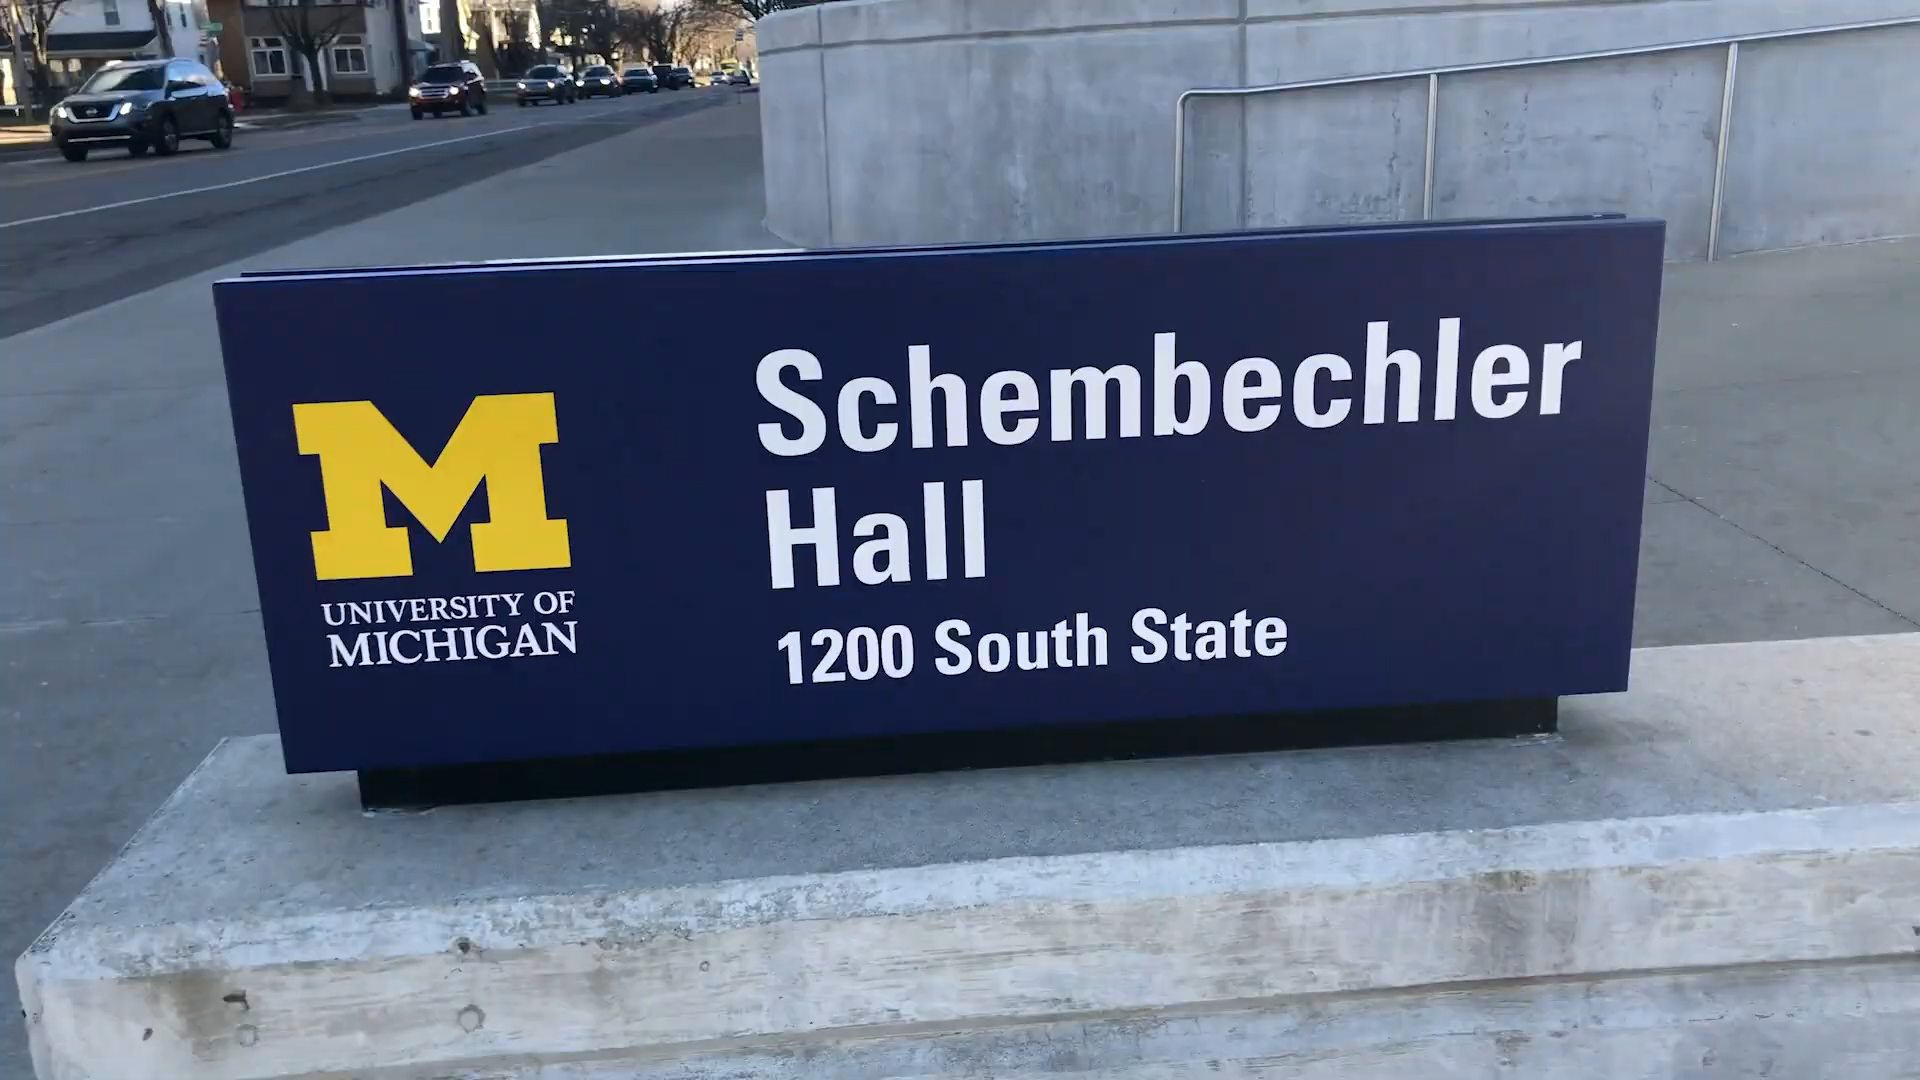 M
UNIVERSITY OF
MICHIGAN
Schembechler
Hall
1200 South State